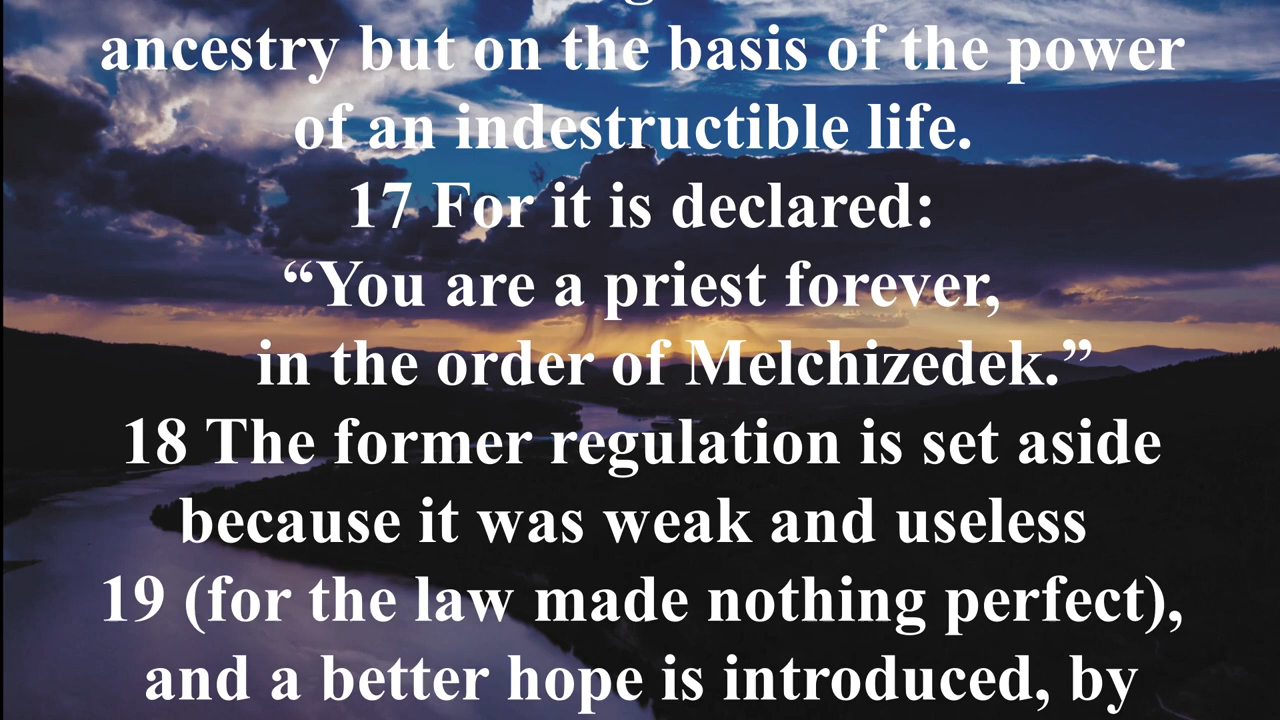 ancestry but on the basis of the power
of an indestructible life.
17 For it is declared:
“You are a priest forever,
in the order of Melchizedek.”
18 The former regulation is set aside
because it was weak and useless
19 (for the law made nothing perfect),
and a better hope is introduced, by